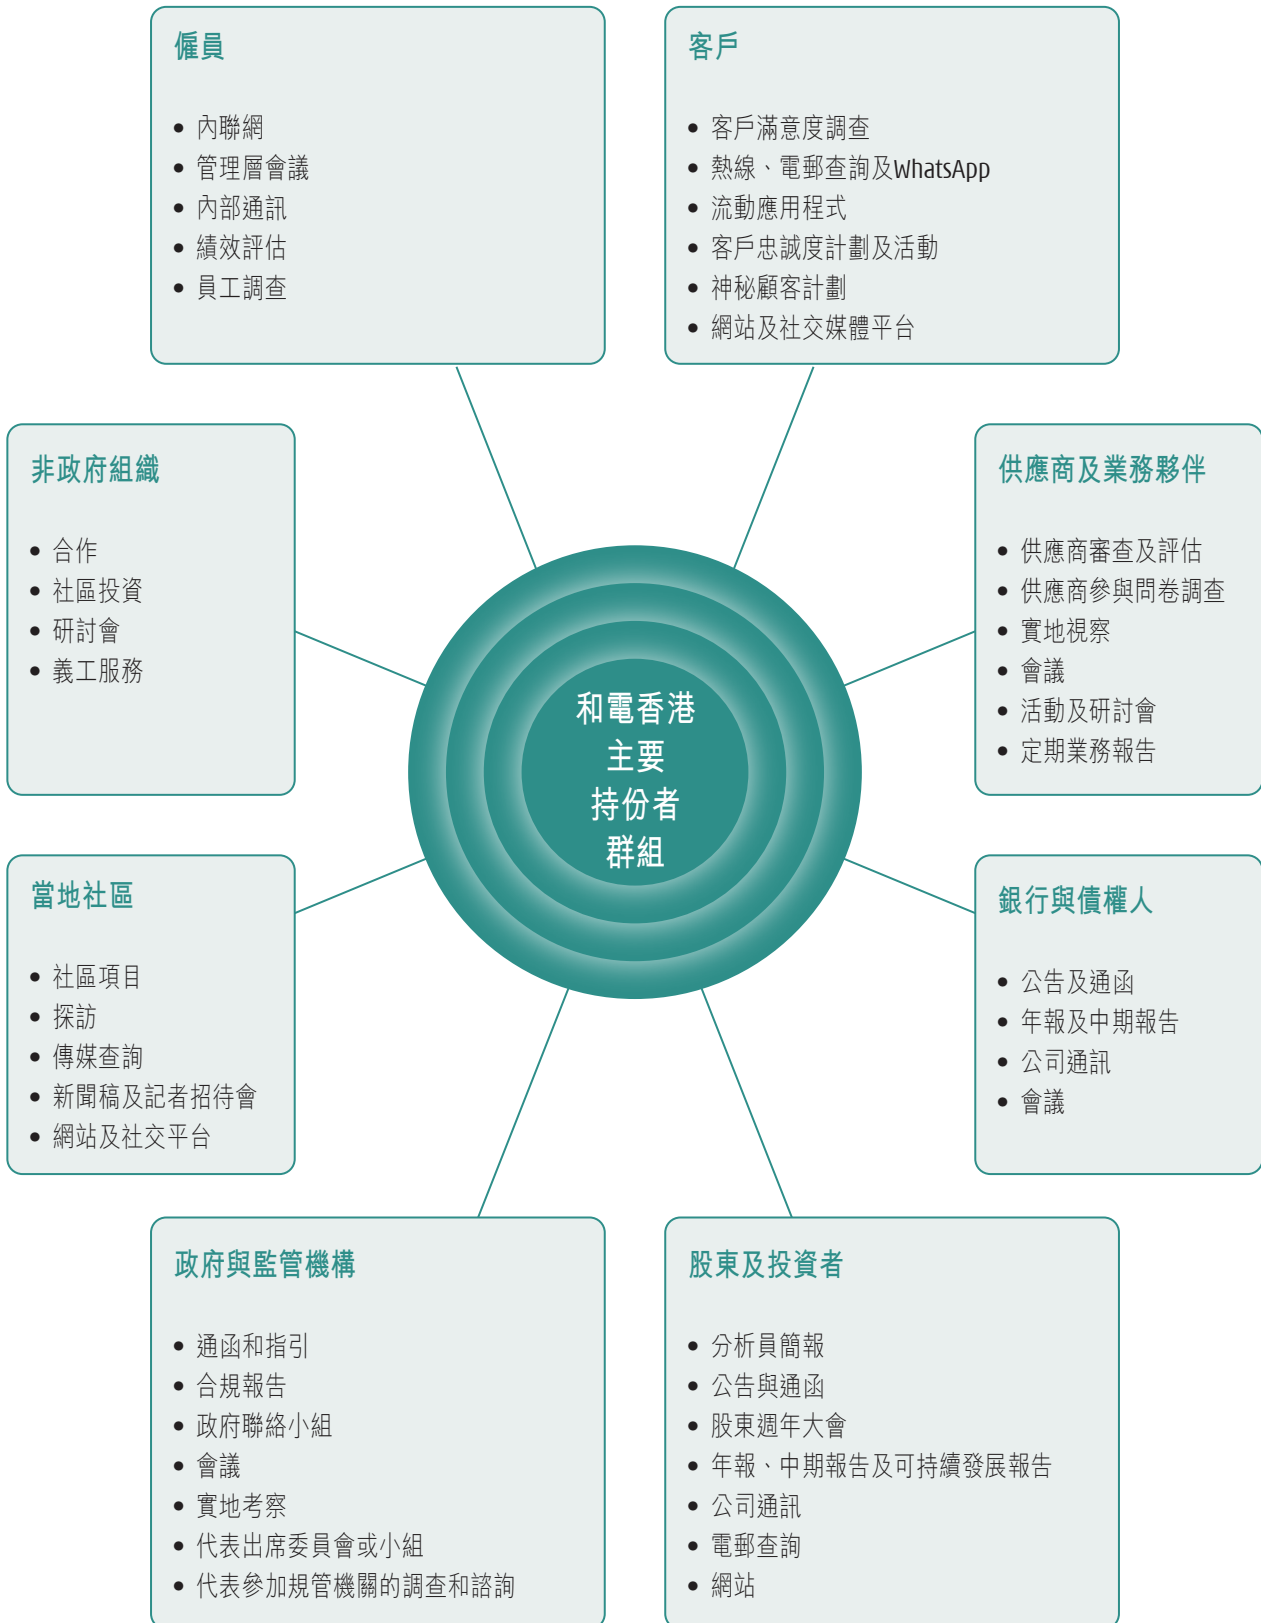 僱員
• 內聯網
• 管理層會議
• 內部通訊
• 績效評估
• 員工調查
客戶
• 客戶滿意度調查
• 熱線、電郵查詢及WhatsApp
• 流動應用程式
• 客戶忠誠度計劃及活動
• 神秘顧客計劃
• 網站及社交媒體平台
非政府組織
• 合作
• 社區投資
• 研討會
• 義工服務
供應商及業務夥伴
• 供應商審查及評估
• 供應商參與問卷調查
• 實地視察
• 會議
• 活動及研討會
• 定期業務報告
和電香港
主要
持份者
群組
當地社區
• 社區項目
• 探訪
• 傳媒查詢
• 新聞稿及記者招待會
• 網站及社交平台
銀行與債權人
• 公告及通函
• 年報及中期報告
• 公司通訊
• 會議
政府與監管機構
• 通函和指引
• 合規報告
• 政府聯絡小組
• 會議
• 實地考察
• 代表出席委員會或小組
• 代表參加規管機關的調查和諮詢
股東及投資者
• 分析員簡報
• 公告與通函
• 股東週年大會
• 年報、中期報告及可持續發展報告
• 公司通訊
• 電郵查詢
• 網站